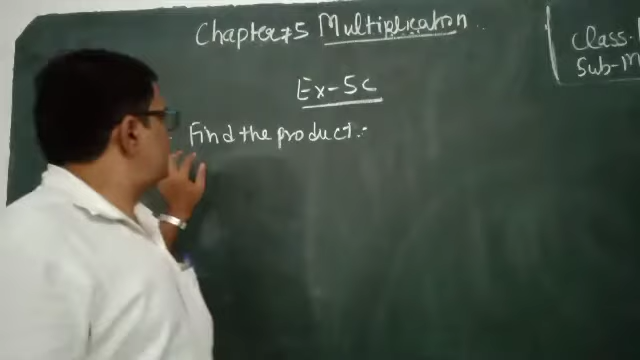 Chapter 5 Multiplication
Class.
Sub-M
Ex-5c
Find the product:-